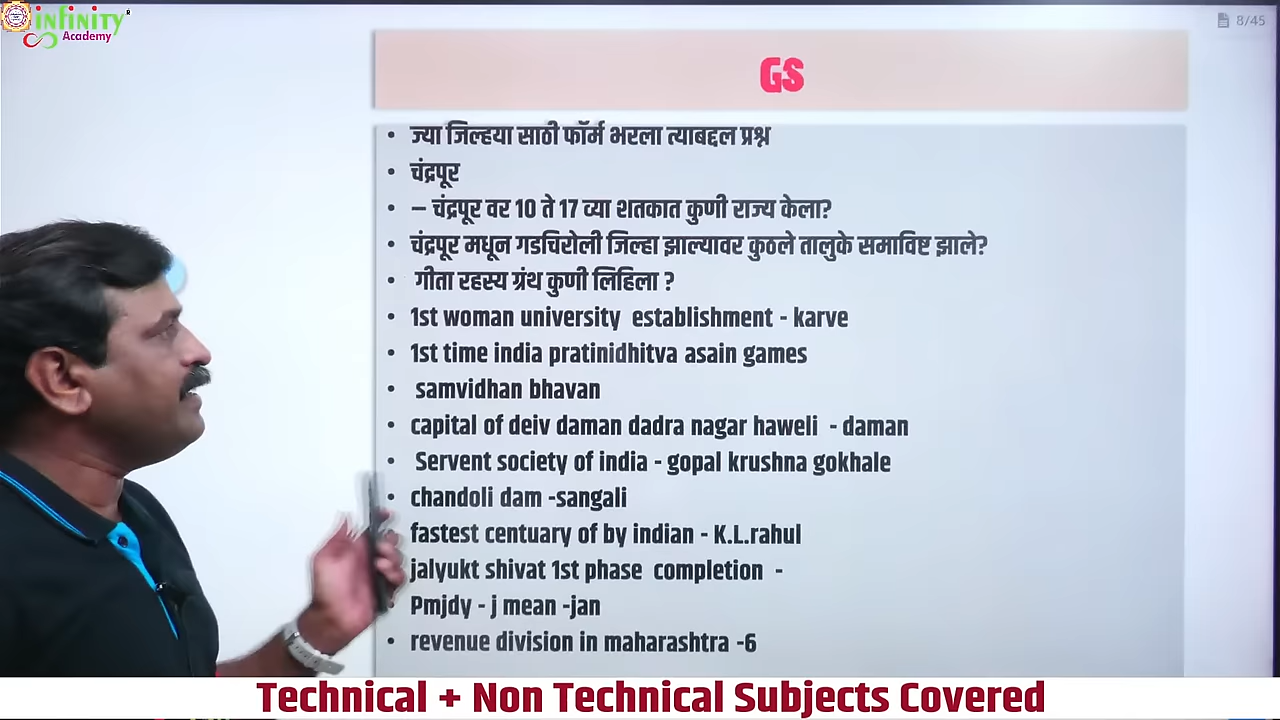 infinity
Academy
8/45
GS
• ज्या जिल्हया साठी फॉर्म भरला त्याबद्दल प्रश्न
• चंद्रपूर
• – चंद्रपूर वर 10 ते 17 व्या शतकात कुणी राज्य केला?
• चंद्रपूर मधून गडचिरोली जिल्हा झाल्यावर कुठले तालुके समाविष्ट झाले?
• गीता रहस्य ग्रंथ कुणी लिहिला ?
• 1st woman university establishment - karve
• 1st time india pratinidhitva asain games
• samvidhan bhavan
• capital of deiv daman dadra nagar haweli - daman
• Servent society of india - gopal krushna gokhale
• chandoli dam -sangali
fastest centuary of by indian - K.L.rahul
jalyukt shivat 1st phase completion -
• Pmjdy - j mean -jan
• revenue division in maharashtra -6
Technical + Non Technical Subjects Covered